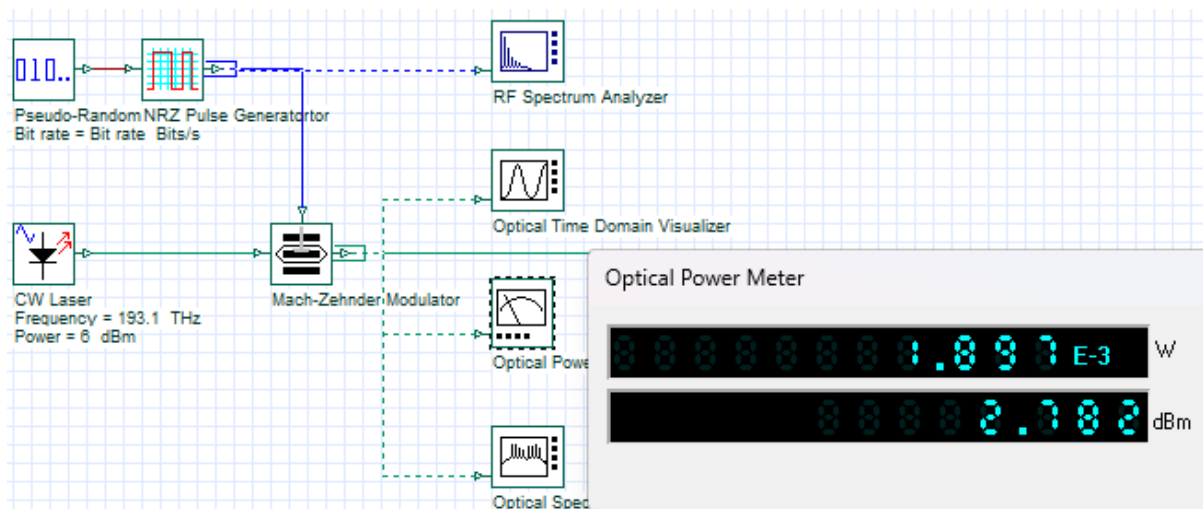 010..
RF Spectrum Analyzer
Pseudo-Random NRZ Pulse Generatortor
Bit rate = Bit rate Bits/s
Optical Time Domain Visualizer
CW Laser
Frequency = 193.1 THz
Power = 6 dBm
Mach-Zehnder Modulator
Optical Powe
Optical Spec
Optical Power Meter
1.897 E-3 W
2.782 dBm